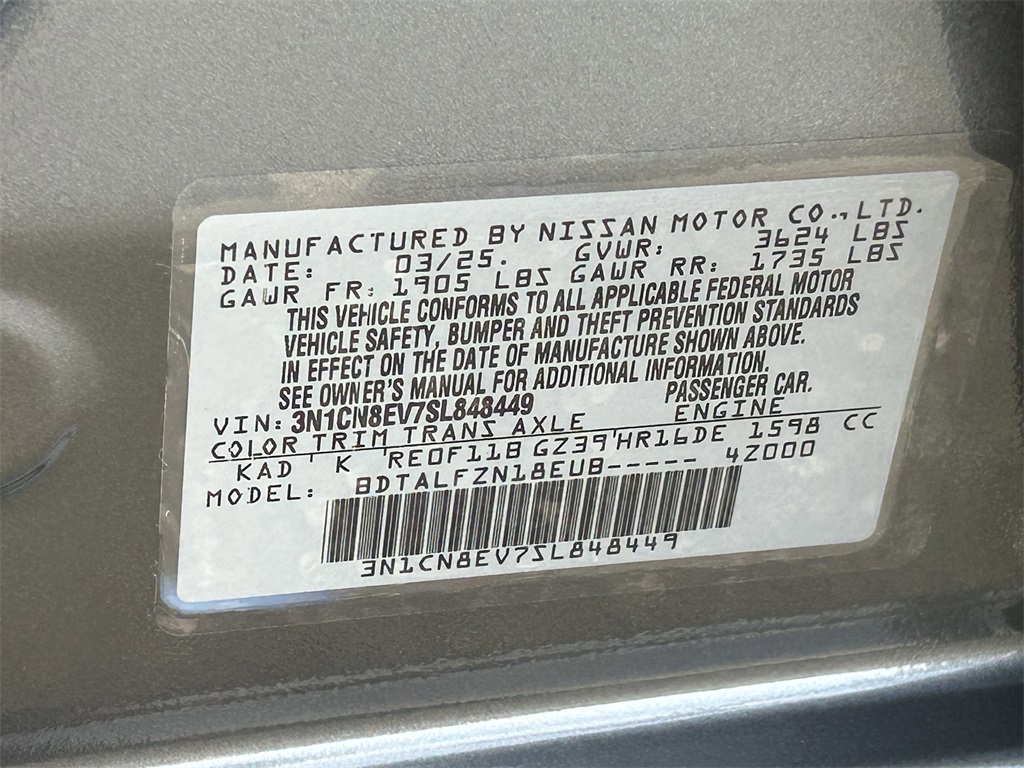 MANUFACTURED BY NISSAN MOTOR CO.,LTD.
DATE: 03/25. GVWR: 3624 LBS
GAWR FR: 1905 LBS GAWR RR: 1735 LBS
THIS VEHICLE CONFORMS TO ALL APPLICABLE FEDERAL MOTOR
VEHICLE SAFETY, BUMPER AND THEFT PREVENTION STANDARDS
IN EFFECT ON THE DATE OF MANUFACTURE SHOWN ABOVE.
SEE OWNER'S MANUAL FOR ADDITIONAL INFORMATION.
VIN: 3N1CN8EV7SL848449 PASSENGER CAR.
COLOR TRIM TRANS AXLE ENGINE
KAD K RE0F11B GZ39 HR16DE 1598 CC
MODEL: BDTALFZN18EUB----- 4Z000
3N1CN8EV7SL848449